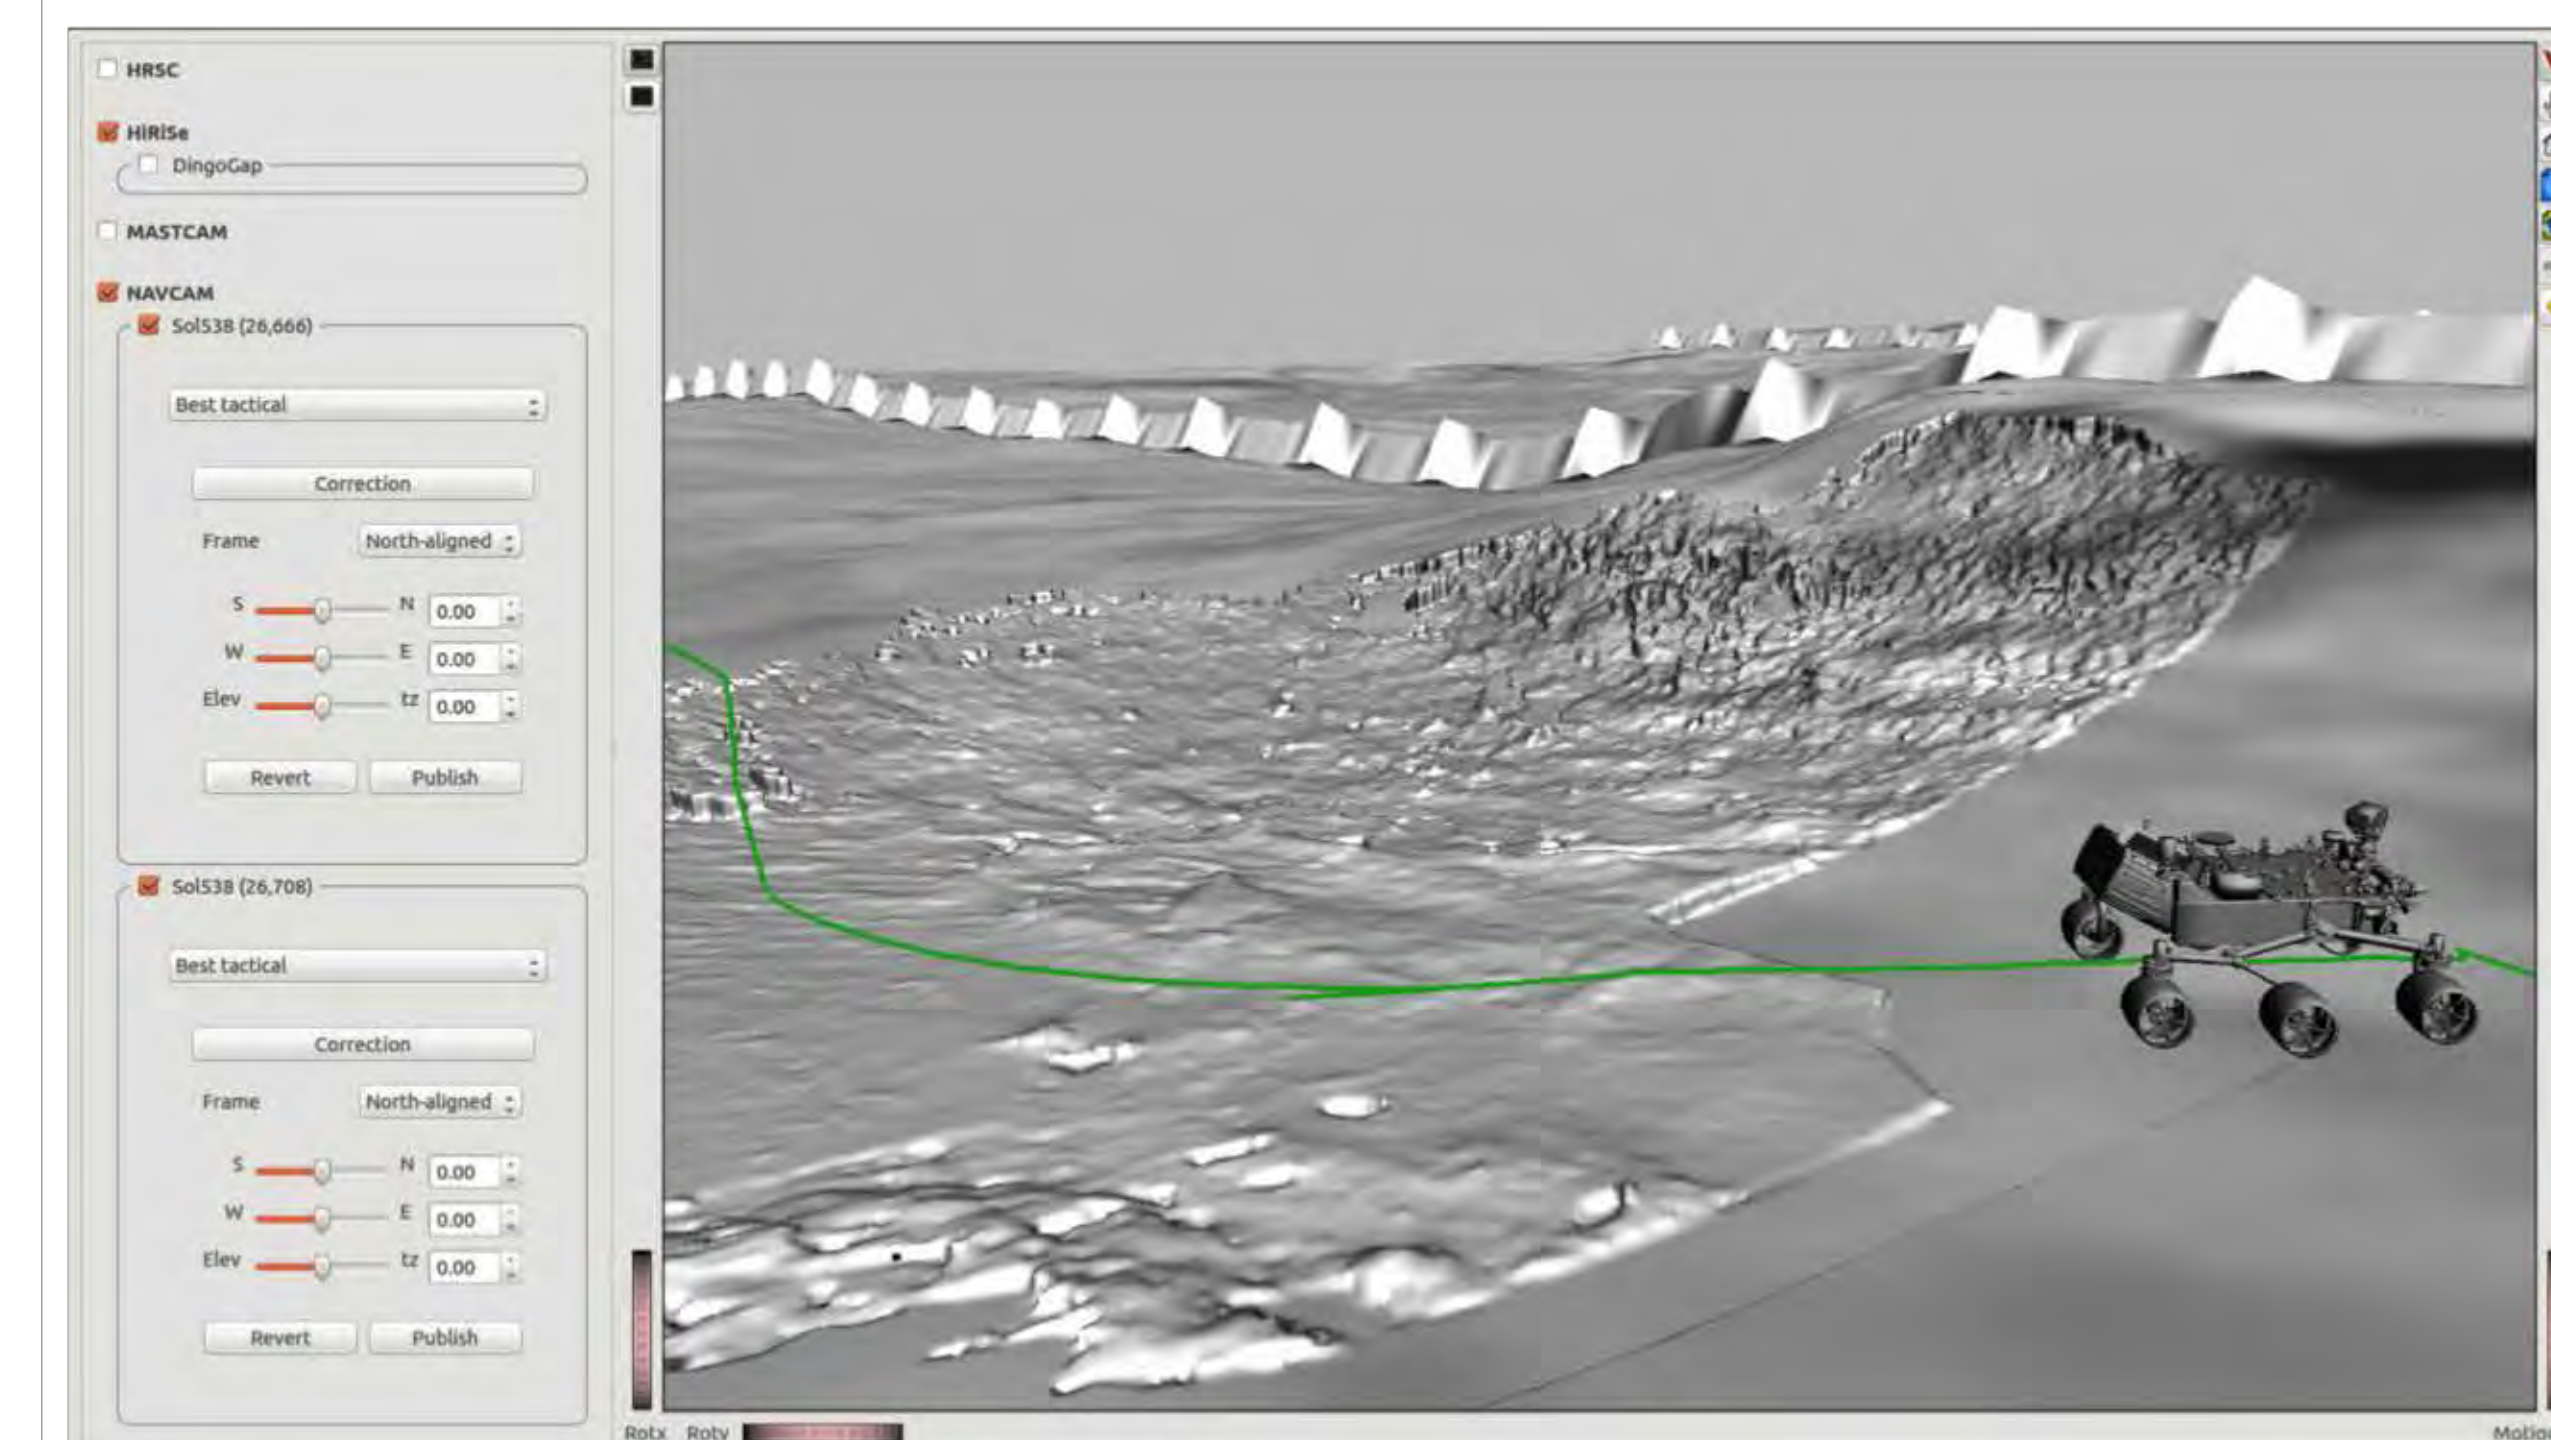 HRSC
HiRiSe
DingoGap
MASTCAM
NAVCAM
Sol538 (26,666)
Best tactical
Correction
Frame North-aligned
S N 0.00
W E 0.00
Elev tz 0.00
Revert Publish
Sol538 (26,708)
Best tactical
Correction
Frame North-aligned
S N 0.00
W E 0.00
Elev tz 0.00
Revert Publish
Rotx Roty